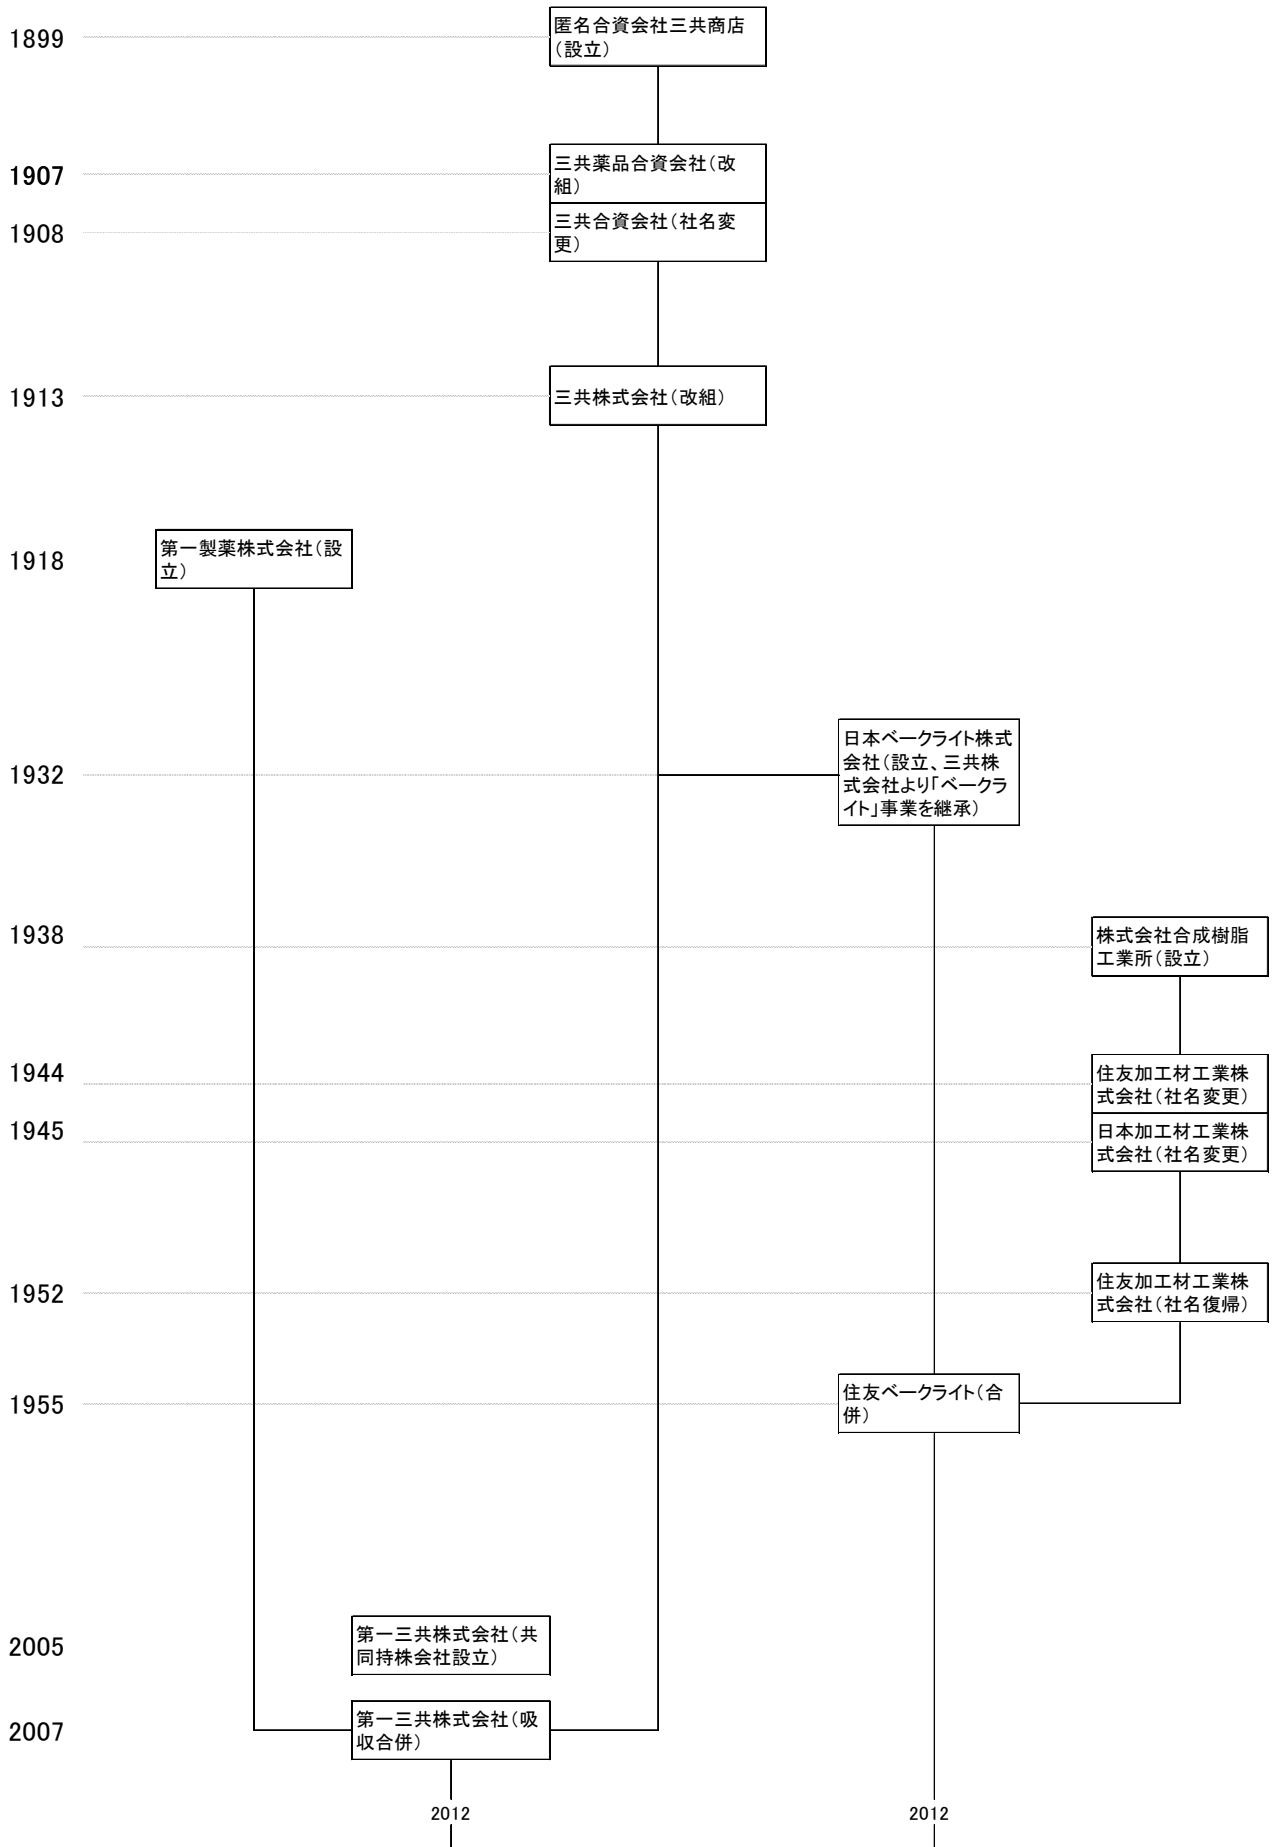 1899
匿名合資会社三共商店
（設立）
1907
三共薬品合資会社（改
組）
1908
三共合資会社（社名変
更）
1913
三共株式会社（改組）
1918
第一製薬株式会社（設
立）
1932
日本ベークライト株式
会社（設立、三共株
式会社より「ベークラ
イト」事業を継承）
1938
株式会社合成樹脂
工業所（設立）
1944
住友加工材工業株
式会社（社名変更）
1945
日本加工材工業株
式会社（社名変更）
1952
住友加工材工業株
式会社（社名復帰）
1955
住友ベークライト（合
併）
2005
第一三共株式会社（共
同持株会社設立）
2007
第一三共株式会社（吸
収合併）
2012
2012